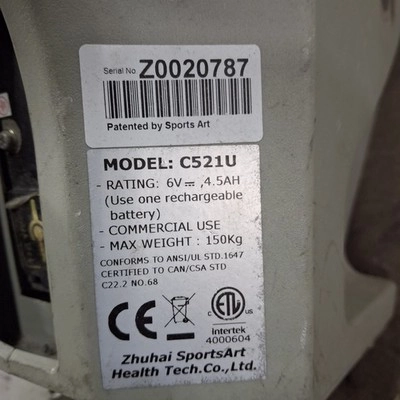 Serial No Z0020787
Patented by Sports Art
MODEL: C521U
- RATING: 6V⎓,4.5AH
(Use one rechargeable
battery)
- COMMERCIAL USE
- MAX WEIGHT : 150Kg
CONFORMS TO ANSI/UL STD.1647
CERTIFIED TO CAN/CSA STD
C22.2 NO.68
CE
c ETL us
LISTED
Intertek
4000604
Zhuhai SportsArt
Health Tech.Co.,Ltd.